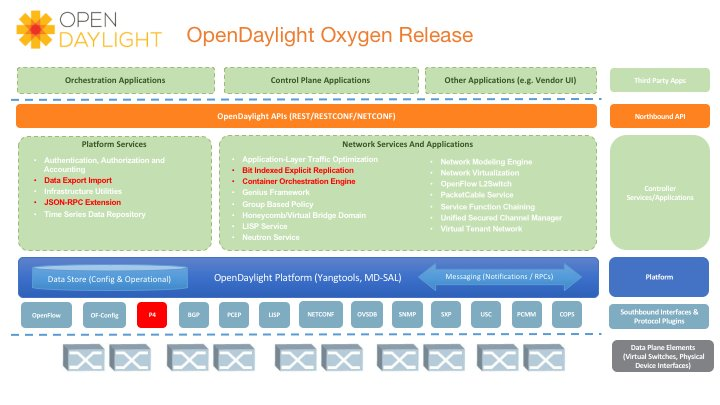 OPEN
DAYLIGHT
OpenDaylight Oxygen Release
Orchestration Applications
Control Plane Applications
Other Applications (e.g. Vendor UI)
Third Party Apps
OpenDaylight APIs (REST/RESTCONF/NETCONF)
Northbound API
Platform Services
• Authentication, Authorization and
Accounting
• Data Export Import
• Infrastructure Utilities
• JSON-RPC Extension
• Time Series Data Repository
Network Services And Applications
• Application-Layer Traffic Optimization
• Bit Indexed Explicit Replication
• Container Orchestration Engine
• Genius Framework
• Group Based Policy
• Honeycomb/Virtual Bridge Domain
• LISP Service
• Neutron Service
• Network Modeling Engine
• Network Virtualization
• OpenFlow L2Switch
• PacketCable Service
• Service Function Chaining
• Unified Secured Channel Manager
• Virtual Tenant Network
Controller
Services/Applications
Data Store (Config & Operational)
OpenDaylight Platform (Yangtools, MD-SAL)
Messaging (Notifications / RPCs)
Platform
OpenFlow
OF-Config
P4
BGP
PCEP
LISP
NETCONF
OVSDB
SNMP
SXP
USC
PCMM
COPS
Southbound Interfaces &
Protocol Plugins
Data Plane Elements
(Virtual Switches, Physical
Device Interfaces)